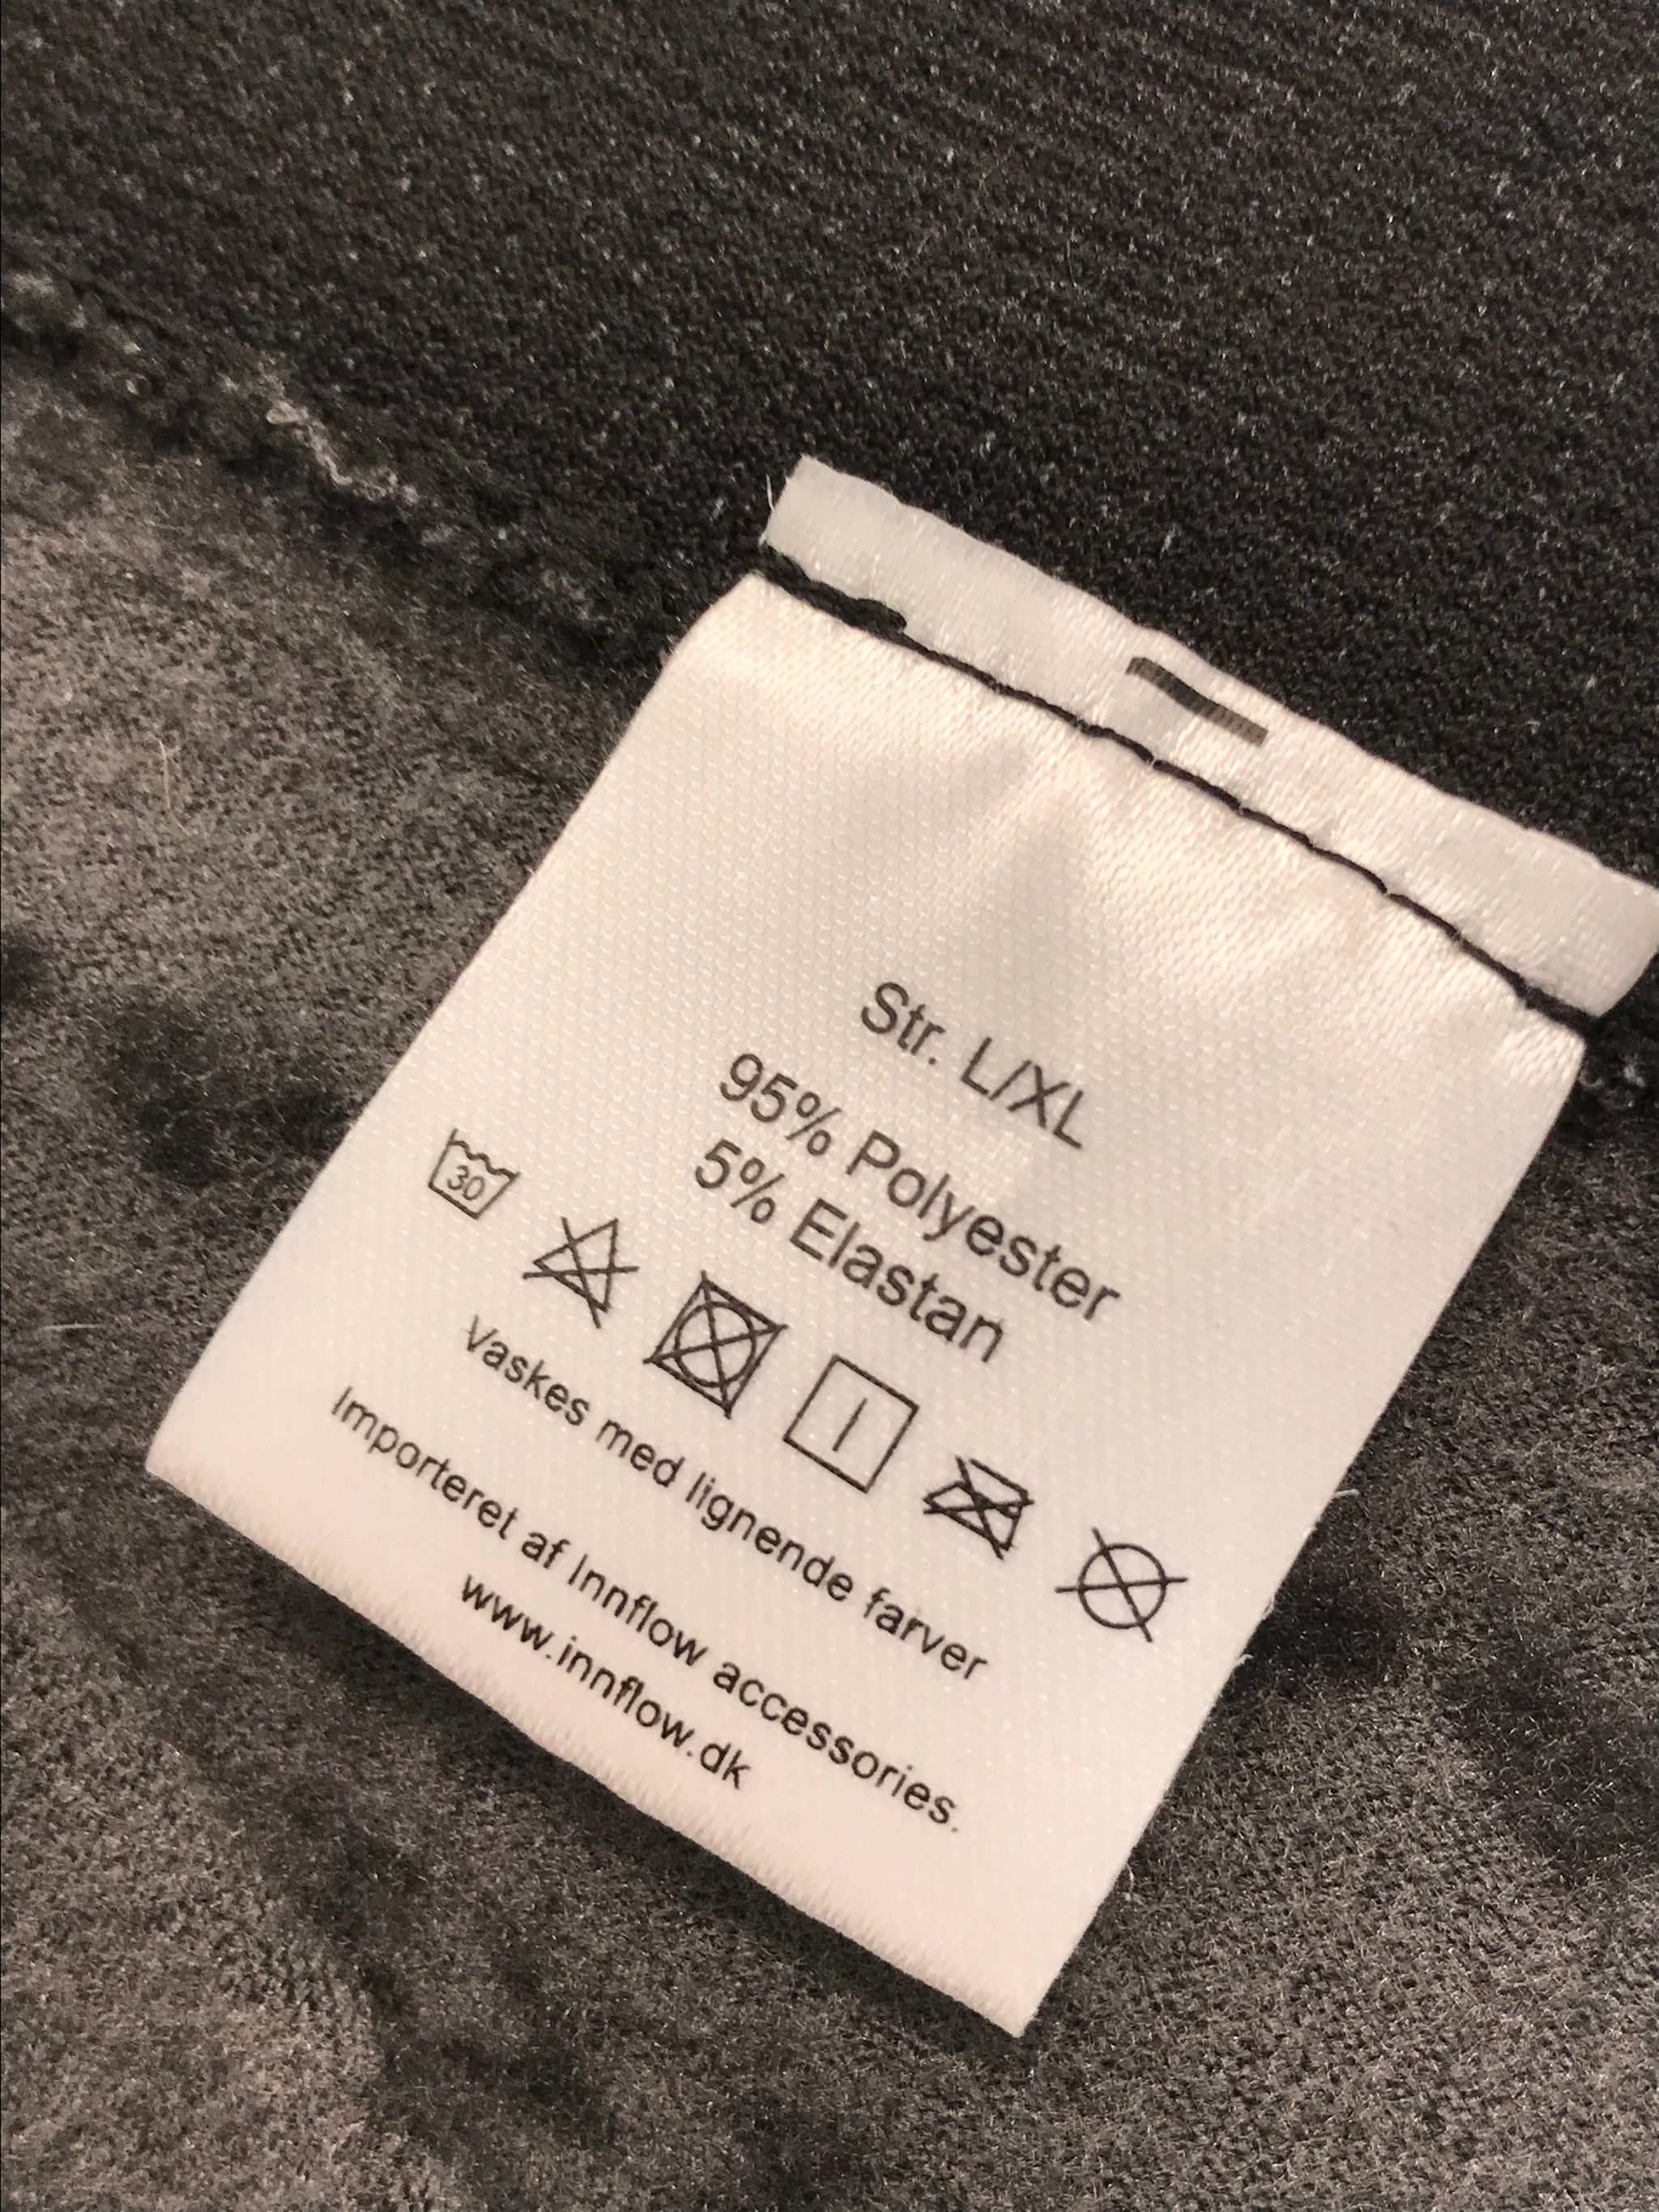 Str. L/XL
95% Polyester
5% Elastan
30
Vaskes med lignende farver
Importeret af Innflow accessories.
www.innflow.dk